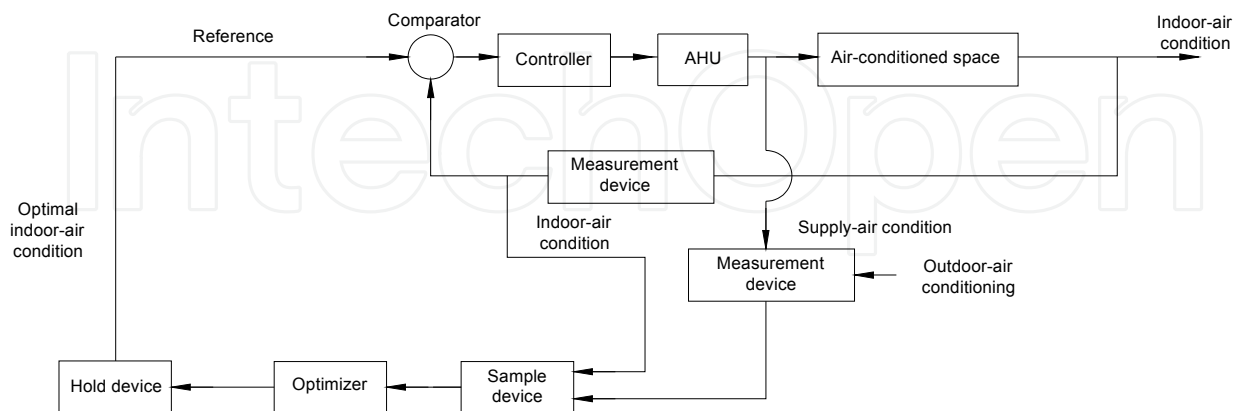 Comparator
Indoor-air
condition
Reference
Controller
AHU
Air-conditioned space
IntechOpen
Measurement
device
Optimal
indoor-air
condition
Indoor-air
condition
Supply-air condition
Measurement
device
Outdoor-air
conditioning
Hold device
Optimizer
Sample
device